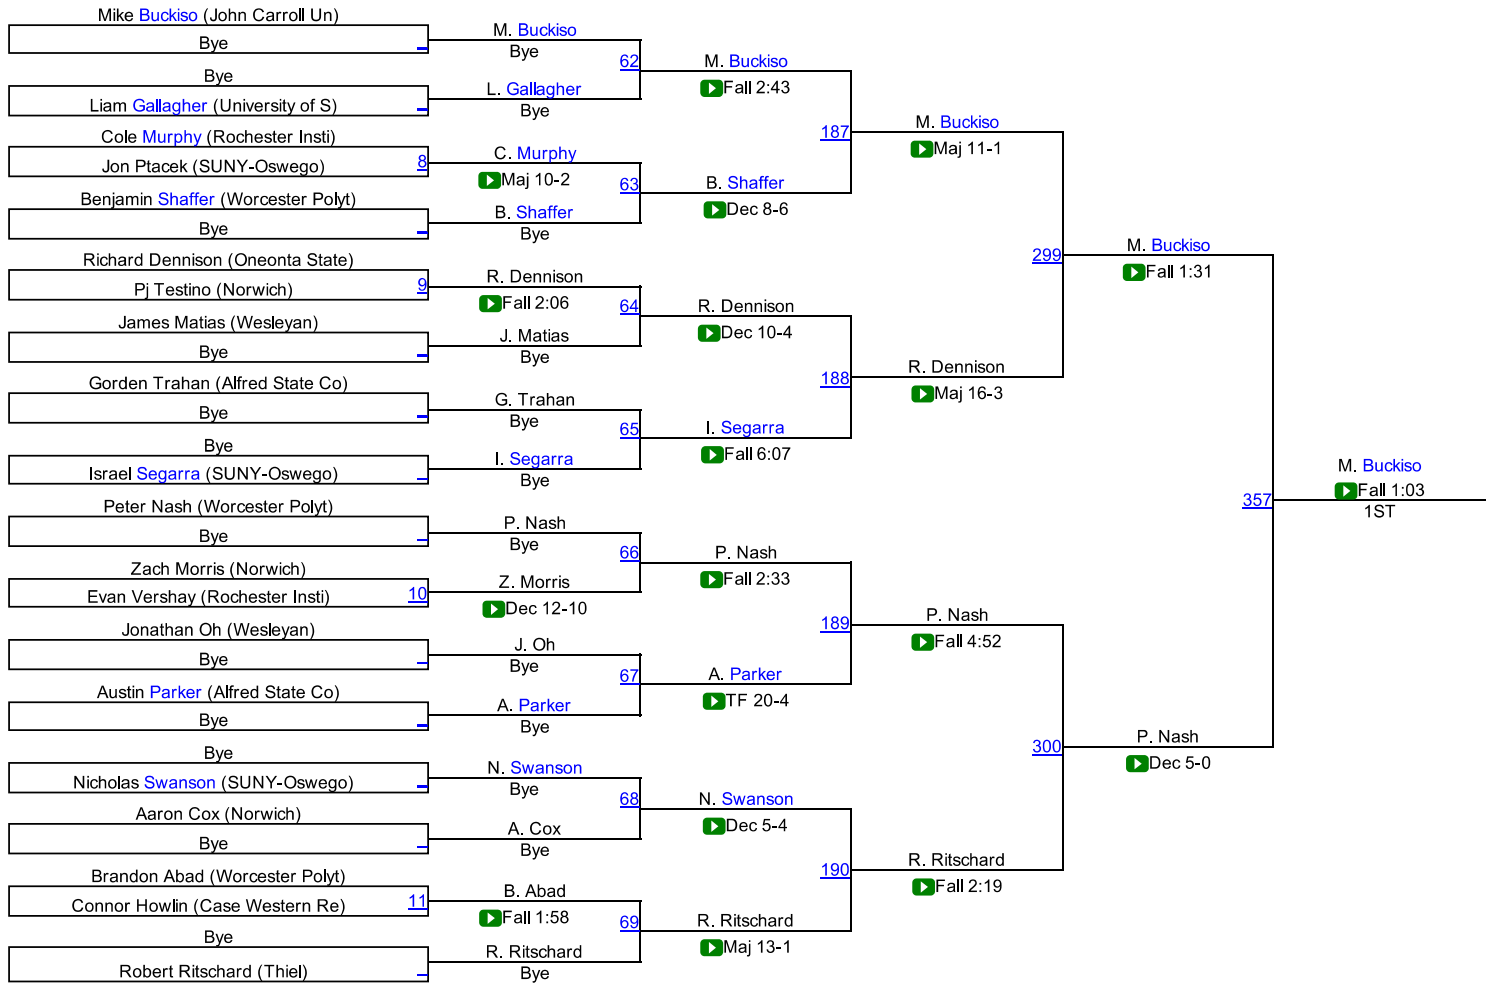 Mike Buckiso (John Carroll Un)
Bye
Bye
Liam Gallagher (University of S)
Cole Murphy (Rochester Insti)
Jon Ptacek (SUNY-Oswego) 8
Benjamin Shaffer (Worcester Polyt)
Bye
Richard Dennison (Oneonta State)
Pj Testino (Norwich) 9
James Matias (Wesleyan)
Bye
Gorden Trahan (Alfred State Co)
Bye
Bye
Israel Segarra (SUNY-Oswego)
Peter Nash (Worcester Polyt)
Bye
Zach Morris (Norwich)
Evan Vershay (Rochester Insti) 10
Jonathan Oh (Wesleyan)
Bye
Austin Parker (Alfred State Co)
Bye
Bye
Nicholas Swanson (SUNY-Oswego)
Aaron Cox (Norwich)
Bye
Brandon Abad (Worcester Polyt)
Connor Howlin (Case Western Re) 11
Bye
Robert Ritschard (Thiel)
M. Buckiso
Bye
62
L. Gallagher
Bye
C. Murphy
Maj 10-2
63
B. Shaffer
Bye
R. Dennison
Fall 2:06
64
J. Matias
Bye
G. Trahan
Bye
65
I. Segarra
Bye
P. Nash
Bye
66
Z. Morris
Dec 12-10
J. Oh
Bye
67
A. Parker
Bye
N. Swanson
Bye
68
A. Cox
Bye
B. Abad
Fall 1:58
69
R. Ritschard
Bye
M. Buckiso
Fall 2:43
187
B. Shaffer
Dec 8-6
R. Dennison
Dec 10-4
188
I. Segarra
Fall 6:07
P. Nash
Fall 2:33
189
A. Parker
TF 20-4
N. Swanson
Dec 5-4
190
R. Ritschard
Maj 13-1
M. Buckiso
Maj 11-1
299
R. Dennison
Maj 16-3
P. Nash
Fall 4:52
300
R. Ritschard
Fall 2:19
M. Buckiso
Fall 1:31
357
P. Nash
Dec 5-0
M. Buckiso
Fall 1:03
1ST